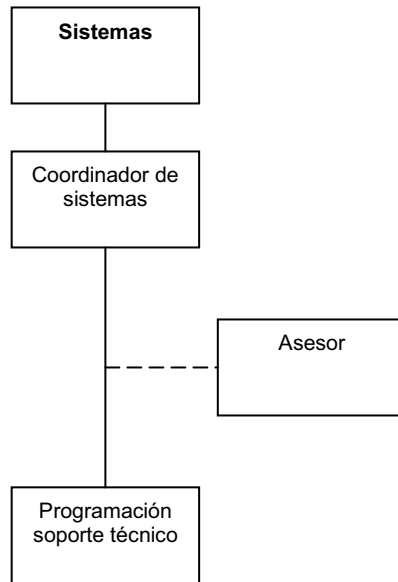 Sistemas
Coordinador de
sistemas
Asesor
Programación
soporte técnico